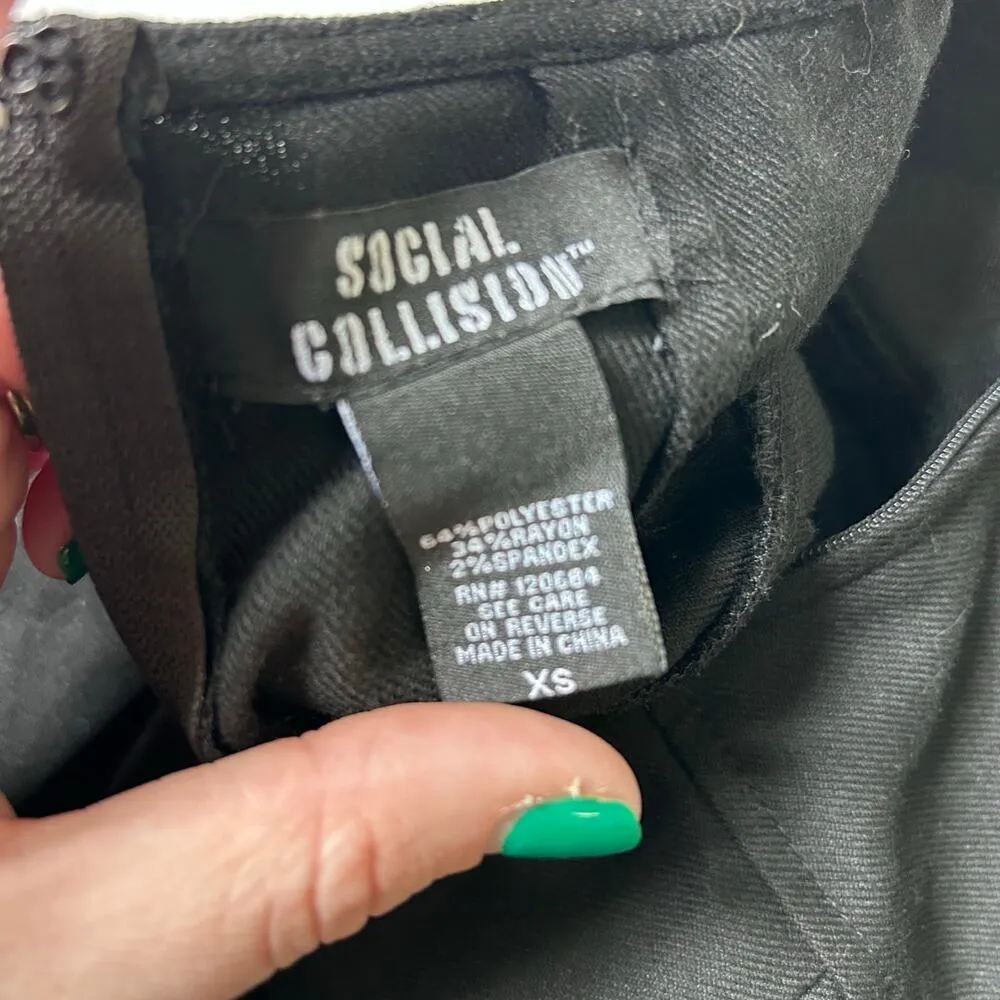 SOCIAL
COLLISION™
64%POLYESTER
34%RAYON
2%SPANDEX
RN# 120684
SEE CARE
ON REVERSE
MADE IN CHINA
XS